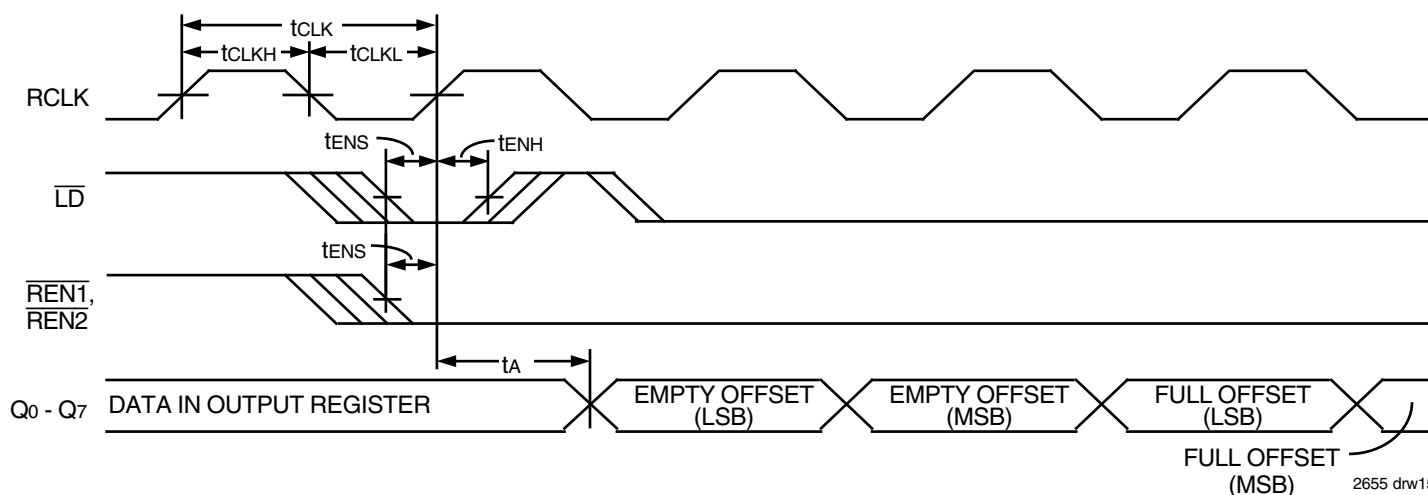 tCLK
tCLKH
tCLKL
RCLK
tENS
tENH
LD
tENS
REN1,
REN2
tA
Q0 - Q7
DATA IN OUTPUT REGISTER
EMPTY OFFSET
(LSB)
EMPTY OFFSET
(MSB)
FULL OFFSET
(LSB)
FULL OFFSET
(MSB)
2655